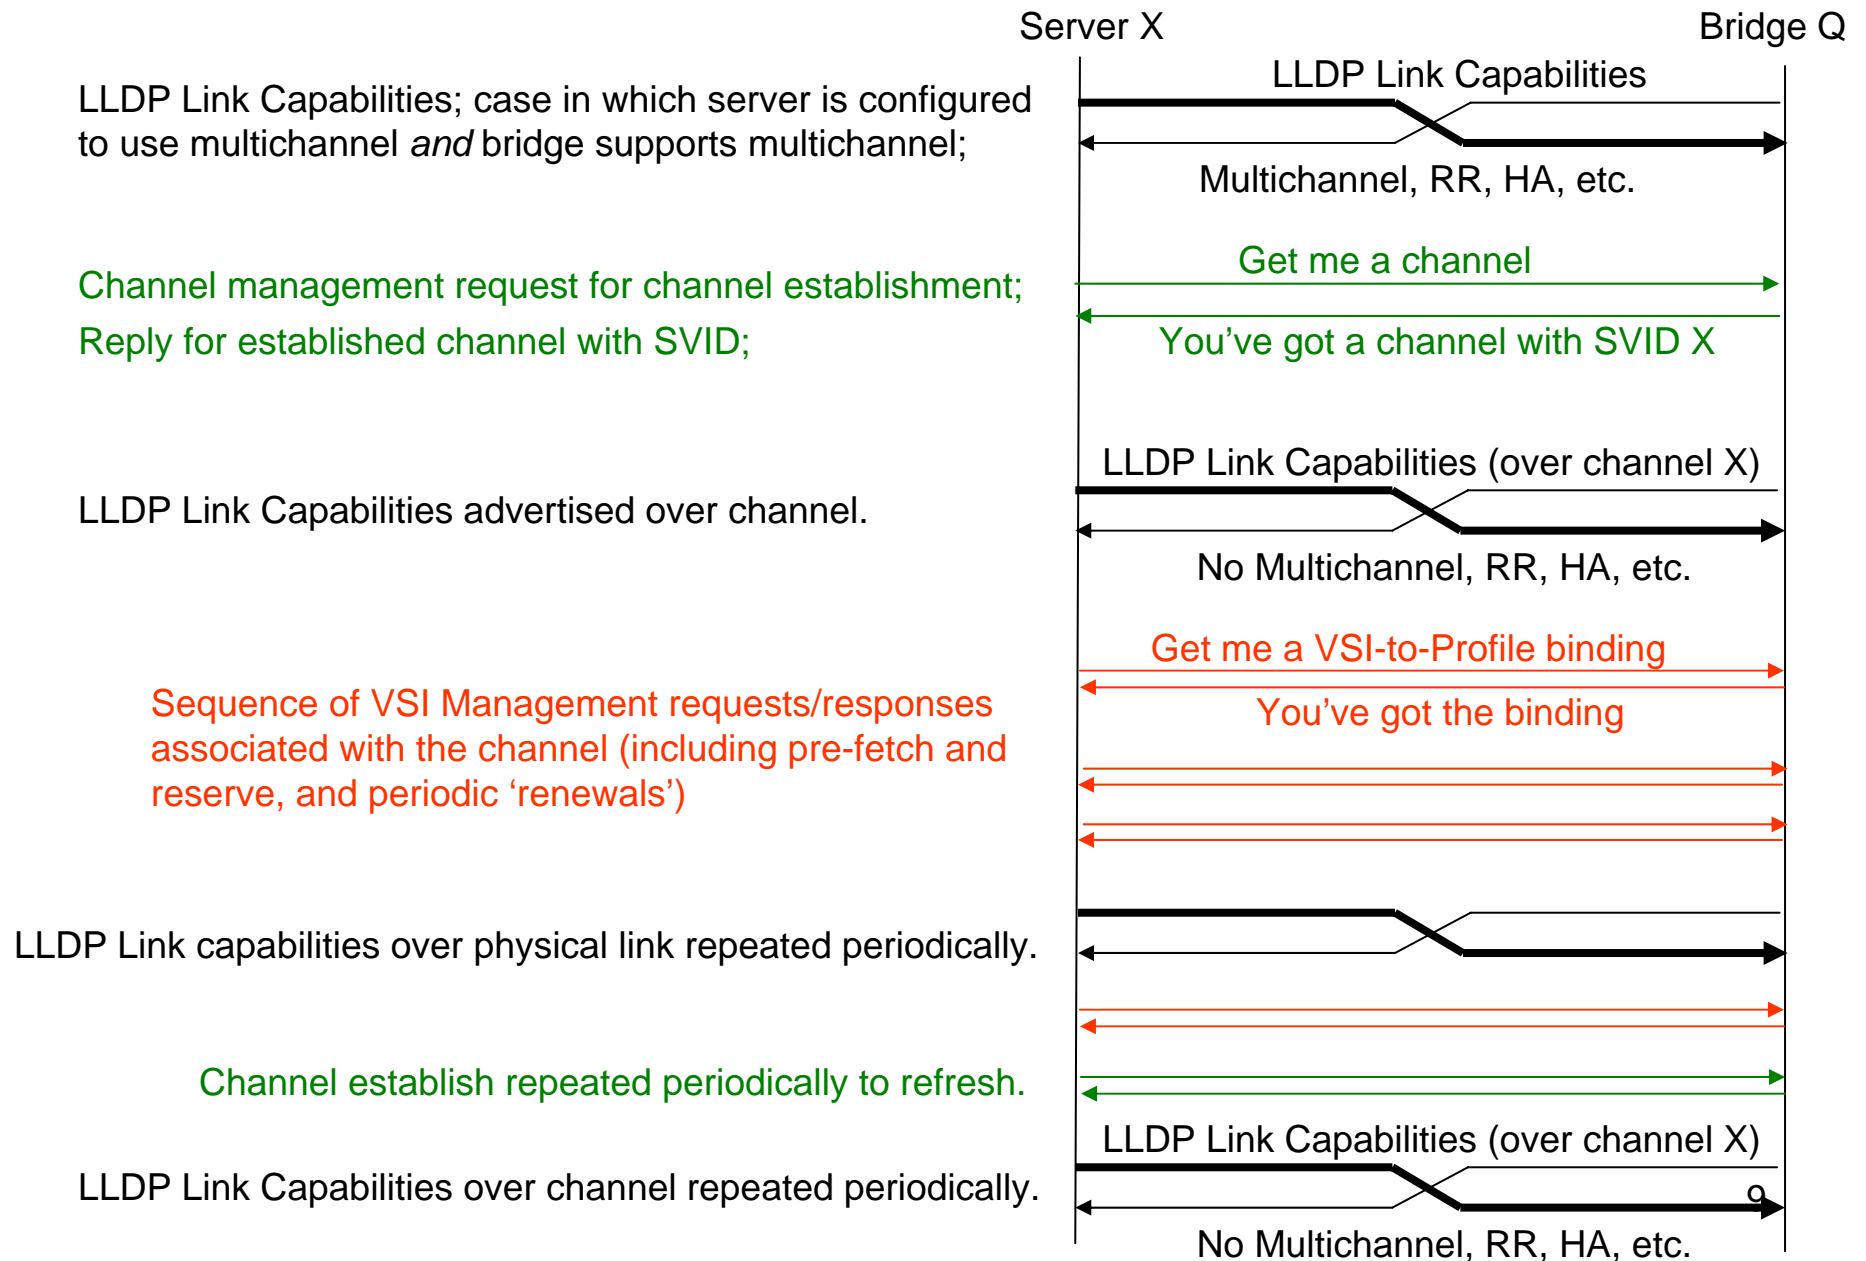 Server X
Bridge Q
LLDP Link Capabilities; case in which server is configured
to use multichannel and bridge supports multichannel;
LLDP Link Capabilities
Multichannel, RR, HA, etc.
Channel management request for channel establishment;
Reply for established channel with SVID;
Get me a channel
You’ve got a channel with SVID X
LLDP Link Capabilities advertised over channel.
LLDP Link Capabilities (over channel X)
No Multichannel, RR, HA, etc.
Get me a VSI-to-Profile binding
You’ve got the binding
Sequence of VSI Management requests/responses
associated with the channel (including pre-fetch and
reserve, and periodic ‘renewals’)
LLDP Link capabilities over physical link repeated periodically.
Channel establish repeated periodically to refresh.
LLDP Link Capabilities (over channel X)
LLDP Link Capabilities over channel repeated periodically.
9
No Multichannel, RR, HA, etc.